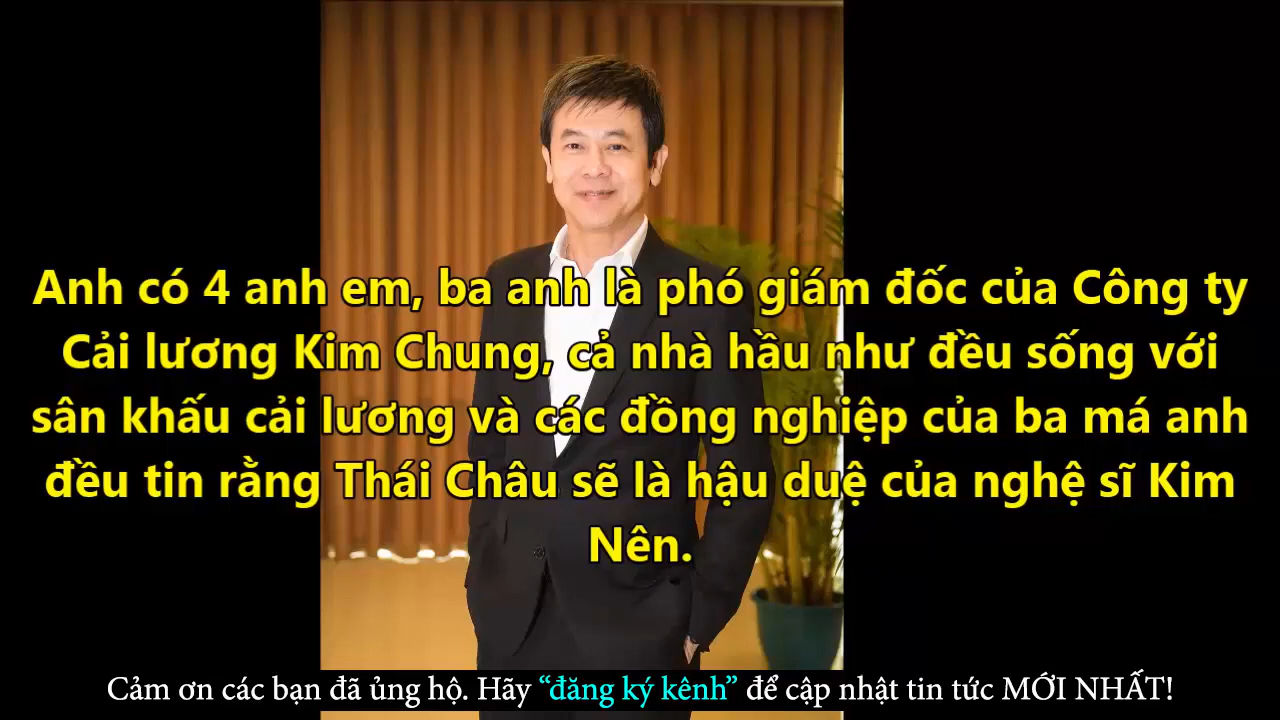 Anh có 4 anh em, ba anh là phó giám đốc của Công ty
Cải lương Kim Chung, cả nhà hầu như đều sống với
sân khấu cải lương và các đồng nghiệp của ba má anh
đều tin rằng Thái Châu sẽ là hậu duệ của nghệ sĩ Kim
Nên.
Cảm ơn các bạn đã ủng hộ. Hãy “đăng ký kênh” để cập nhật tin tức MỚI NHẤT!